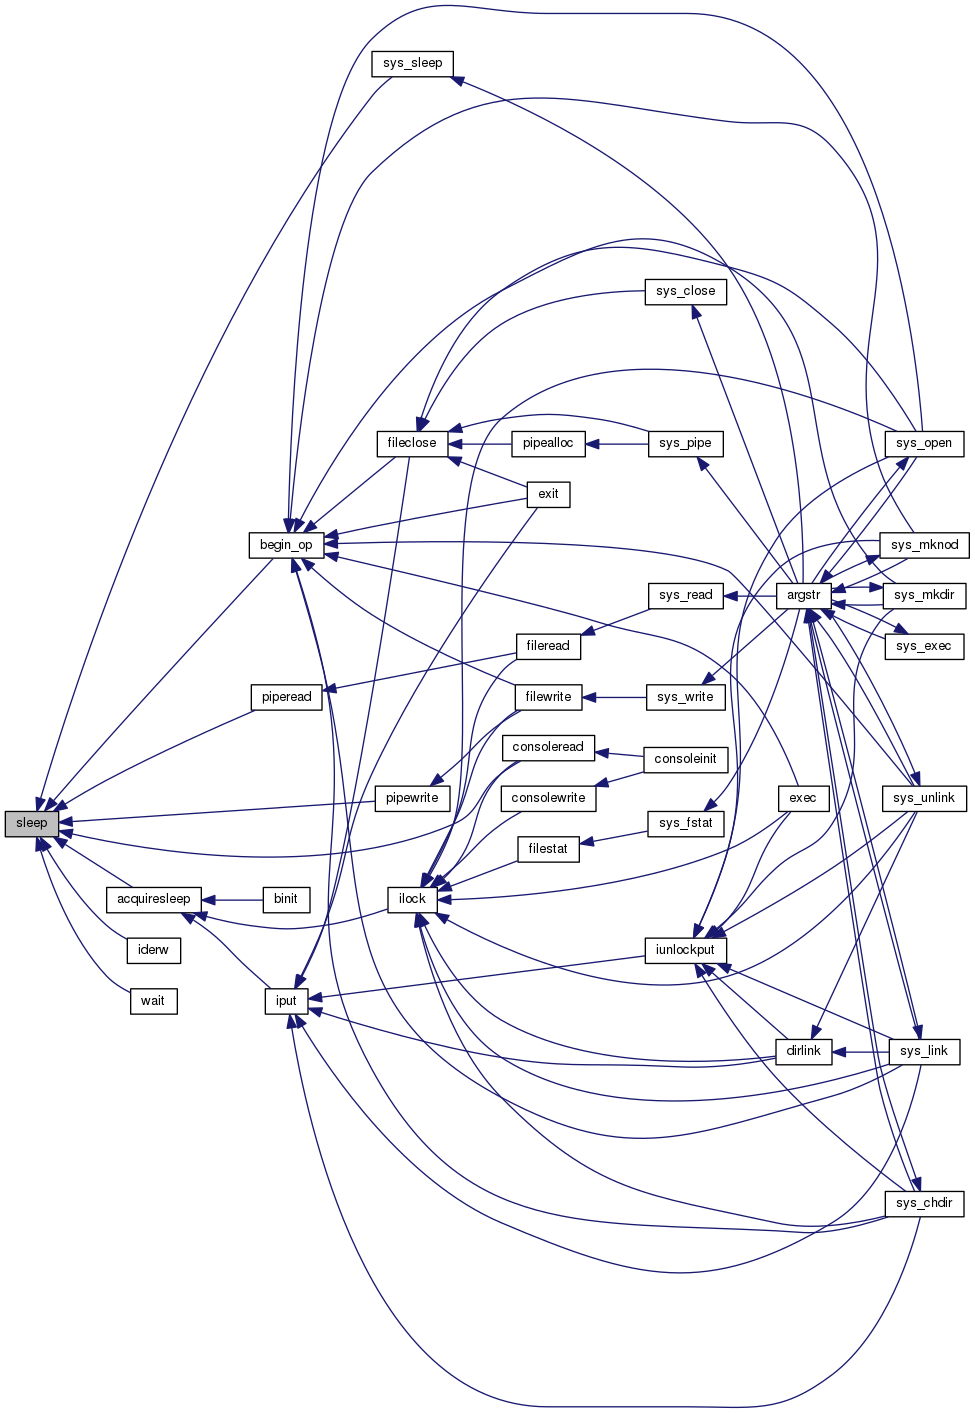 sys_sleep
sys_close
fileclose
pipealloc
sys_pipe
sys_open
exit
begin_op
sys_mknod
sys_read
argstr
sys_mkdir
fileread
sys_exec
piperead
filewrite
sys_write
consoleread
consoleinit
pipewrite
consolewrite
exec
sys_unlink
sleep
sys_fstat
filestat
acquiresleep
binit
ilock
iderw
iunlockput
wait
iput
dirlink
sys_link
sys_chdir